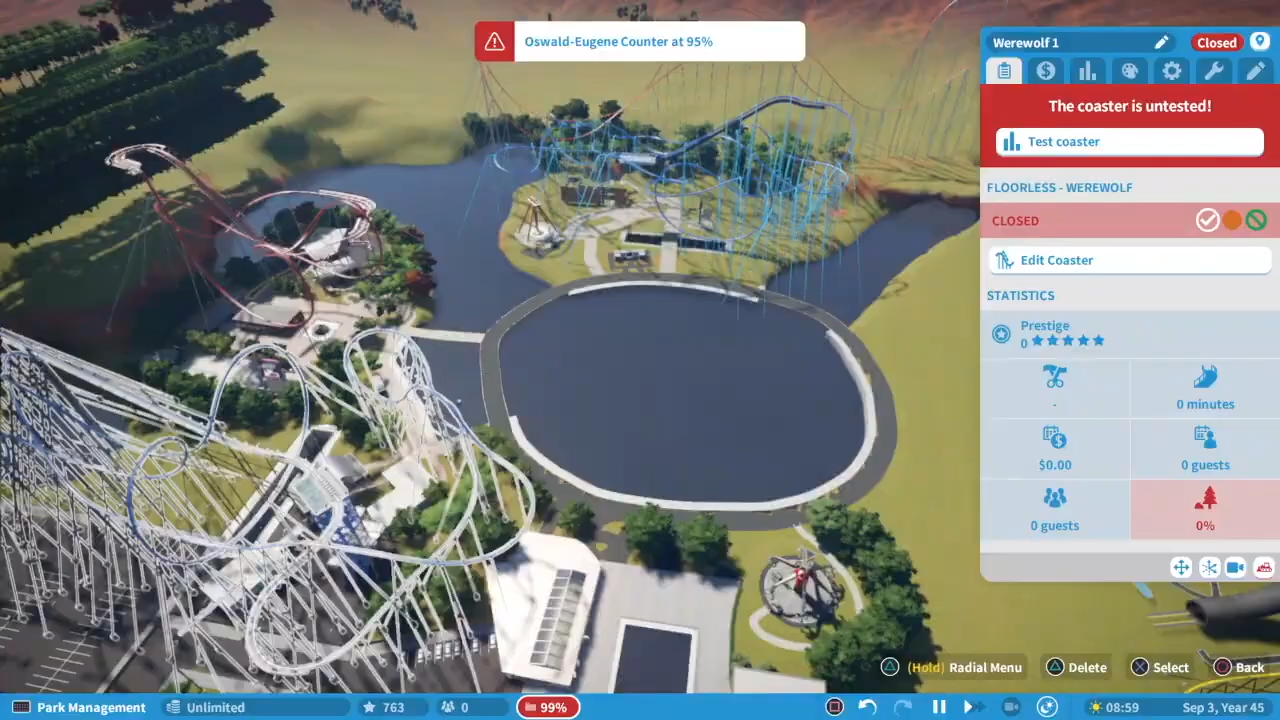 Oswald-Eugene Counter at 95%
Werewolf 1
Closed
The coaster is untested!
Test coaster
FLOORLESS - WEREWOLF
CLOSED
Edit Coaster
STATISTICS
Prestige
0
-
0 minutes
$0.00
0 guests
0 guests
0%
(Hold) Radial Menu
Delete
Select
Back
Park Management
Unlimited
763
0
99%
08:59
Sep 3, Year 45